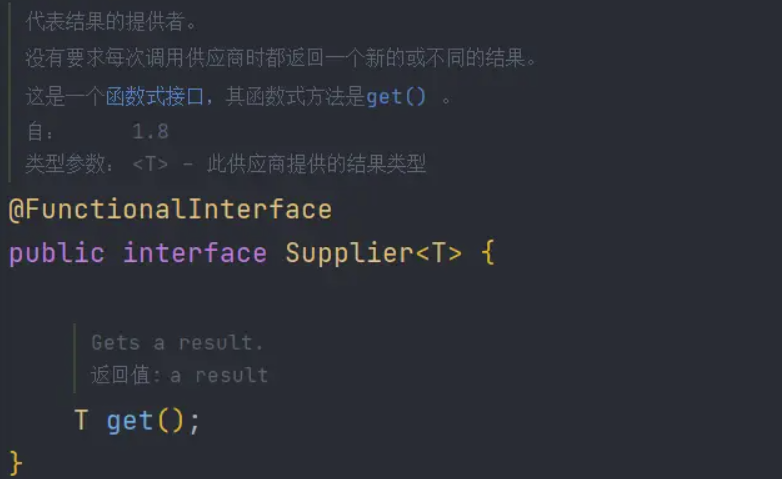 代表结果的提供者。
没有要求每次调用供应商时都返回一个新的或不同的结果。
这是一个函数式接口，其函数式方法是get() 。
自： 1.8
类型参数：<T> – 此供应商提供的结果类型
@FunctionalInterface
public interface Supplier<T> {
Gets a result.
返回值：a result
T get();
}